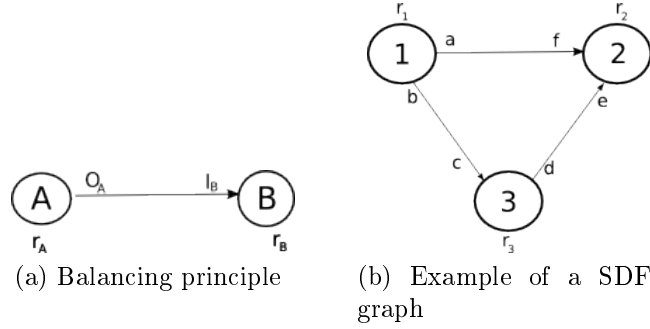 r1 r2
1 a f 2
b e
c d
3
r3
A OA IB B
rA rB
(a) Balancing principle
(b) Example of a SDF
graph